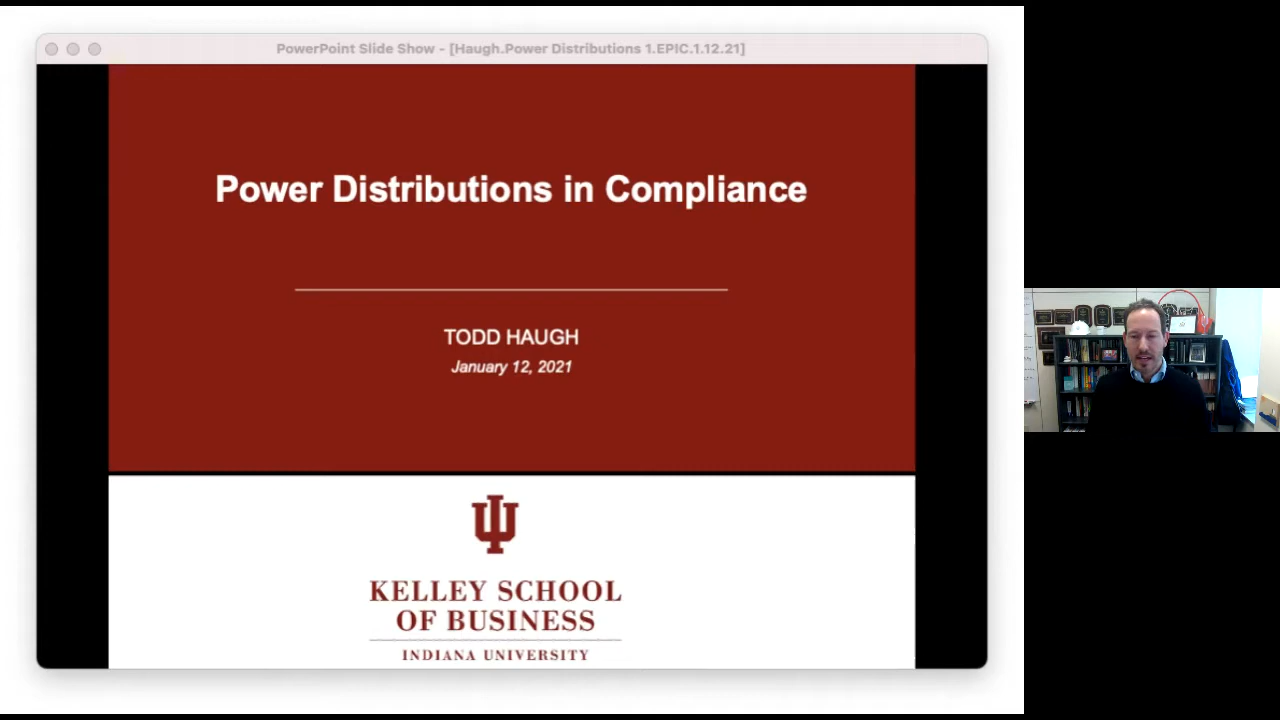 PowerPoint Slide Show - [Haugh.Power Distributions 1.EPIC.1.12.21]
Power Distributions in Compliance
TODD HAUGH
January 12, 2021
KELLEY SCHOOL
OF BUSINESS
INDIANA UNIVERSITY